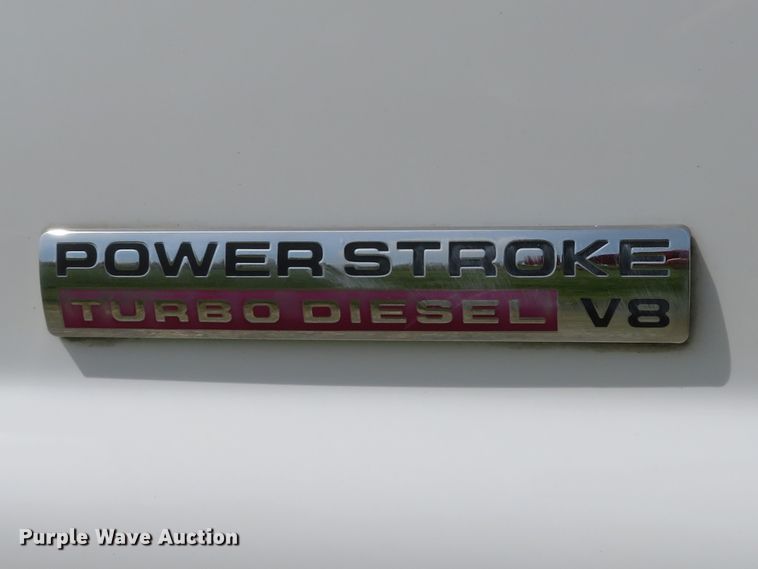 POWER STROKE
TURBO DIESEL V8
Purple Wave Auction®